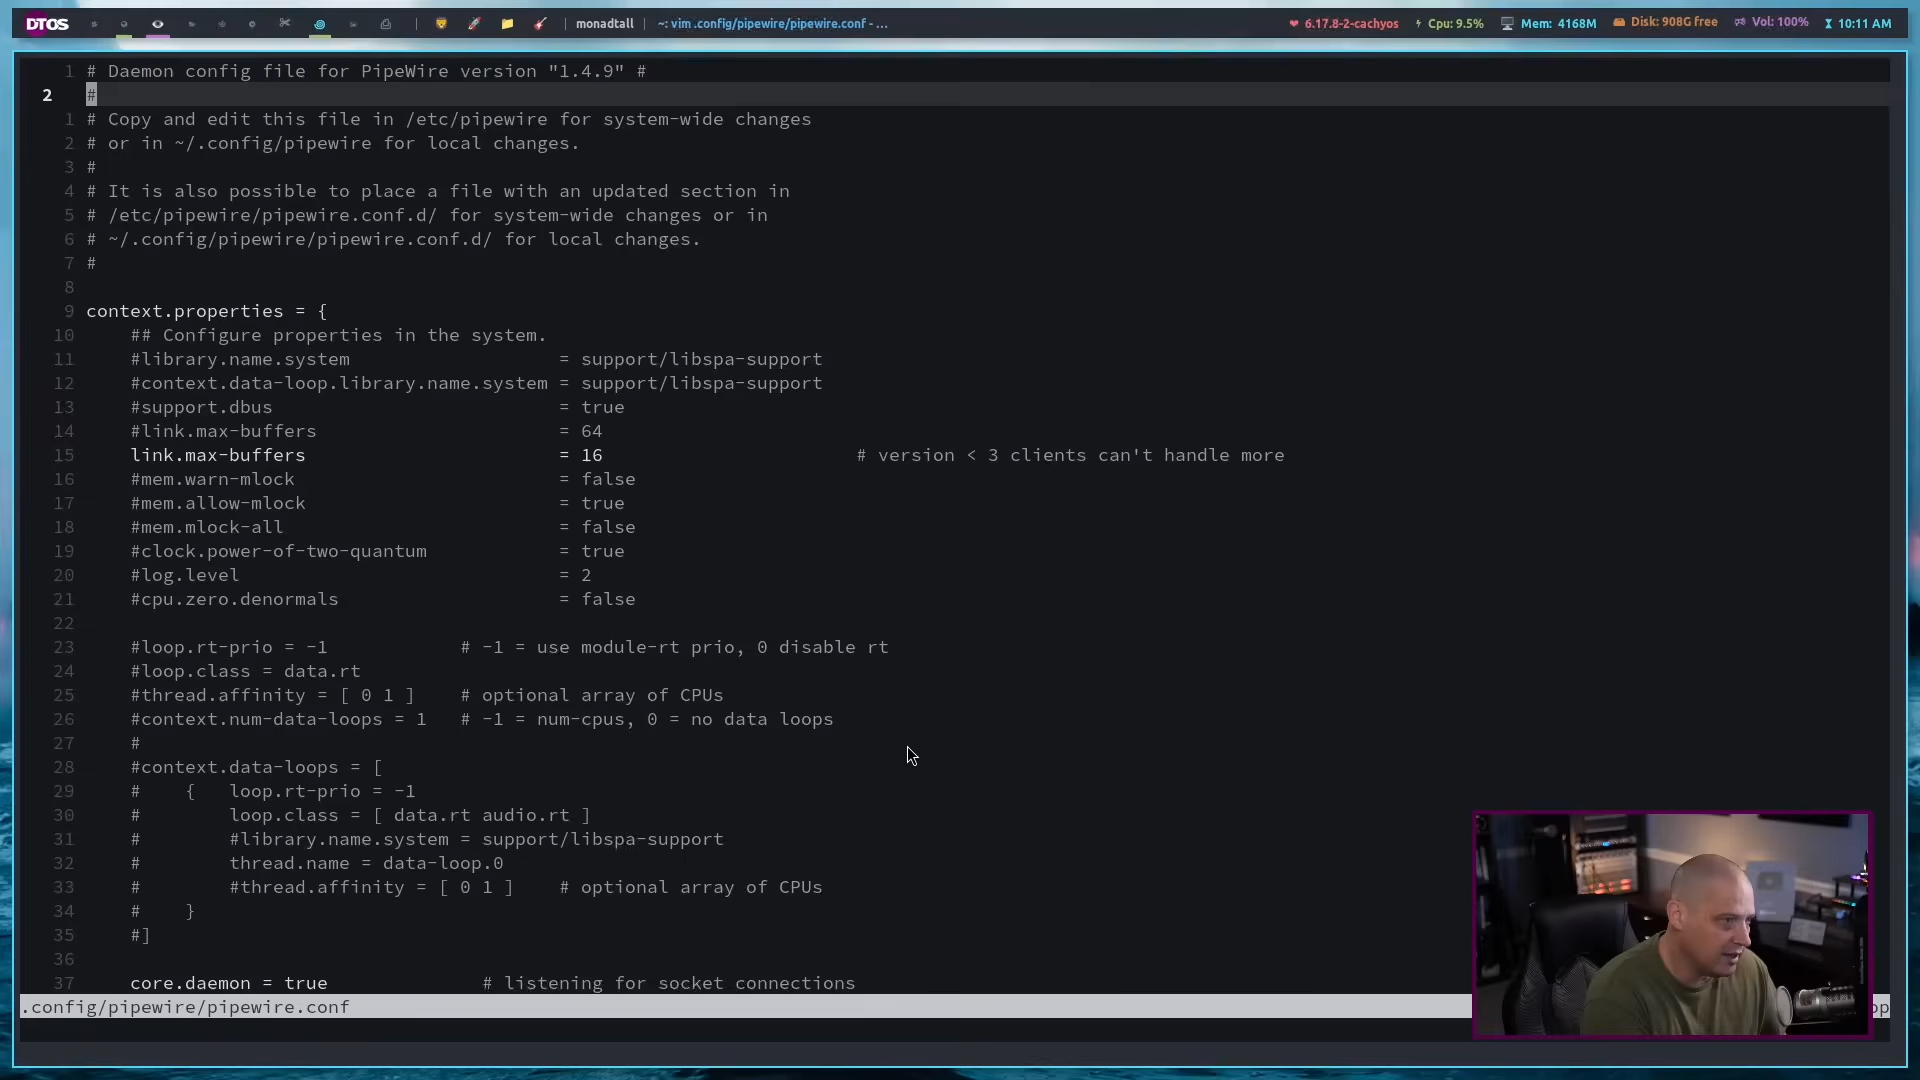 DTOS | monadtall | ~: vim .config/pipewire/pipewire.conf - ... 6.17.8-2-cachyos Cpu: 9.5% Mem: 4168M Disk: 908G free Vol: 100% 10:11 AM
1 # Daemon config file for PipeWire version "1.4.9" #
2 #
1 # Copy and edit this file in /etc/pipewire for system-wide changes
2 # or in ~/.config/pipewire for local changes.
3 #
4 # It is also possible to place a file with an updated section in
5 # /etc/pipewire/pipewire.conf.d/ for system-wide changes or in
6 # ~/.config/pipewire/pipewire.conf.d/ for local changes.
7 #
8
9 context.properties = {
10 ## Configure properties in the system.
11 #library.name.system = support/libspa-support
12 #context.data-loop.library.name.system = support/libspa-support
13 #support.dbus = true
14 #link.max-buffers = 64
15 link.max-buffers = 16 # version < 3 clients can't handle more
16 #mem.warn-mlock = false
17 #mem.allow-mlock = true
18 #mem.mlock-all = false
19 #clock.power-of-two-quantum = true
20 #log.level = 2
21 #cpu.zero.denormals = false
22
23 #loop.rt-prio = -1 # -1 = use module-rt prio, 0 disable rt
24 #loop.class = data.rt
25 #thread.affinity = [ 0 1 ] # optional array of CPUs
26 #context.num-data-loops = 1 # -1 = num-cpus, 0 = no data loops
27 #
28 #context.data-loops = [
29 # { loop.rt-prio = -1
30 # loop.class = [ data.rt audio.rt ]
31 # #library.name.system = support/libspa-support
32 # thread.name = data-loop.0
33 # #thread.affinity = [ 0 1 ] # optional array of CPUs
34 # }
35 #]
36
37 core.daemon = true # listening for socket connections
.config/pipewire/pipewire.conf op